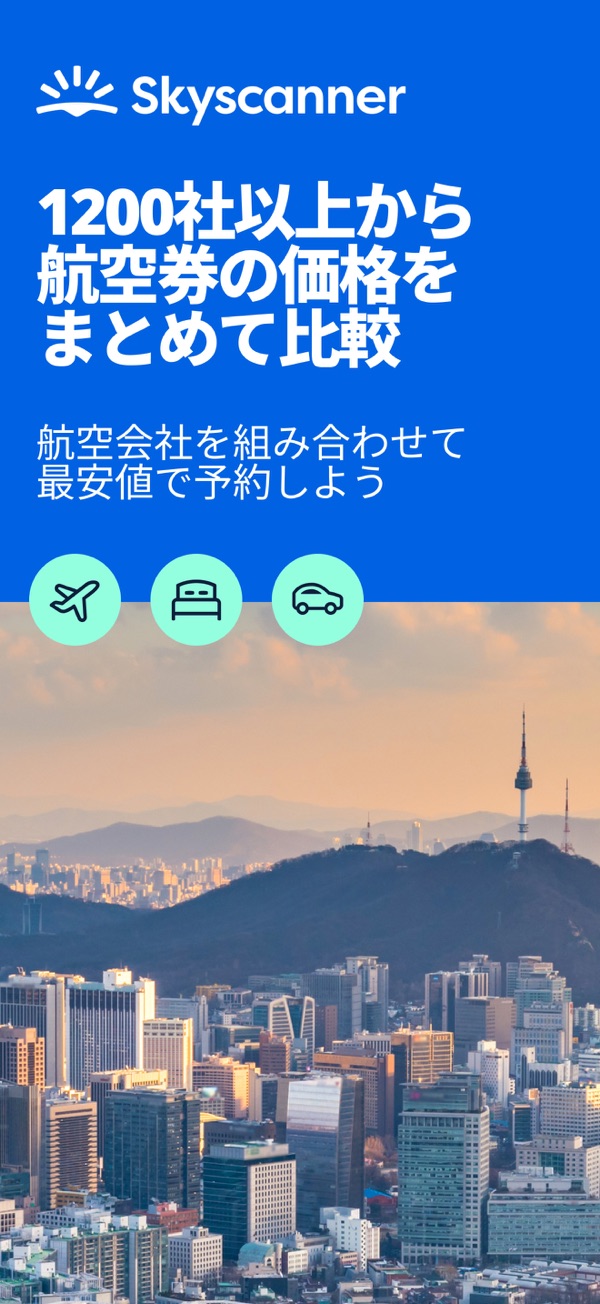 Skyscanner
1200社以上から
航空券の価格を
まとめて比較
航空会社を組み合わせて
最安値で予約しよう